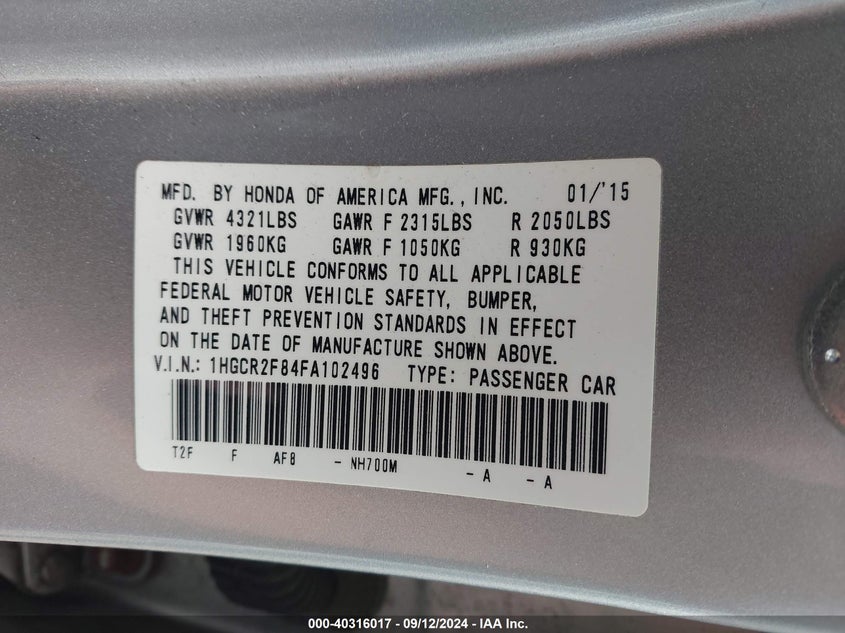 MFD. BY HONDA OF AMERICA MFG., INC. 01/'15
GVWR 4321LBS GAWR F 2315LBS R 2050LBS
GVWR 1960KG GAWR F 1050KG R 930KG
THIS VEHICLE CONFORMS TO ALL APPLICABLE
FEDERAL MOTOR VEHICLE SAFETY, BUMPER,
AND THEFT PREVENTION STANDARDS IN EFFECT
ON THE DATE OF MANUFACTURE SHOWN ABOVE.
V.I.N.: 1HGCR2F84FA102496 TYPE: PASSENGER CAR
T2F F AF8 - NH700M - A - A
000-40316017 - 09/12/2024 - IAA Inc.